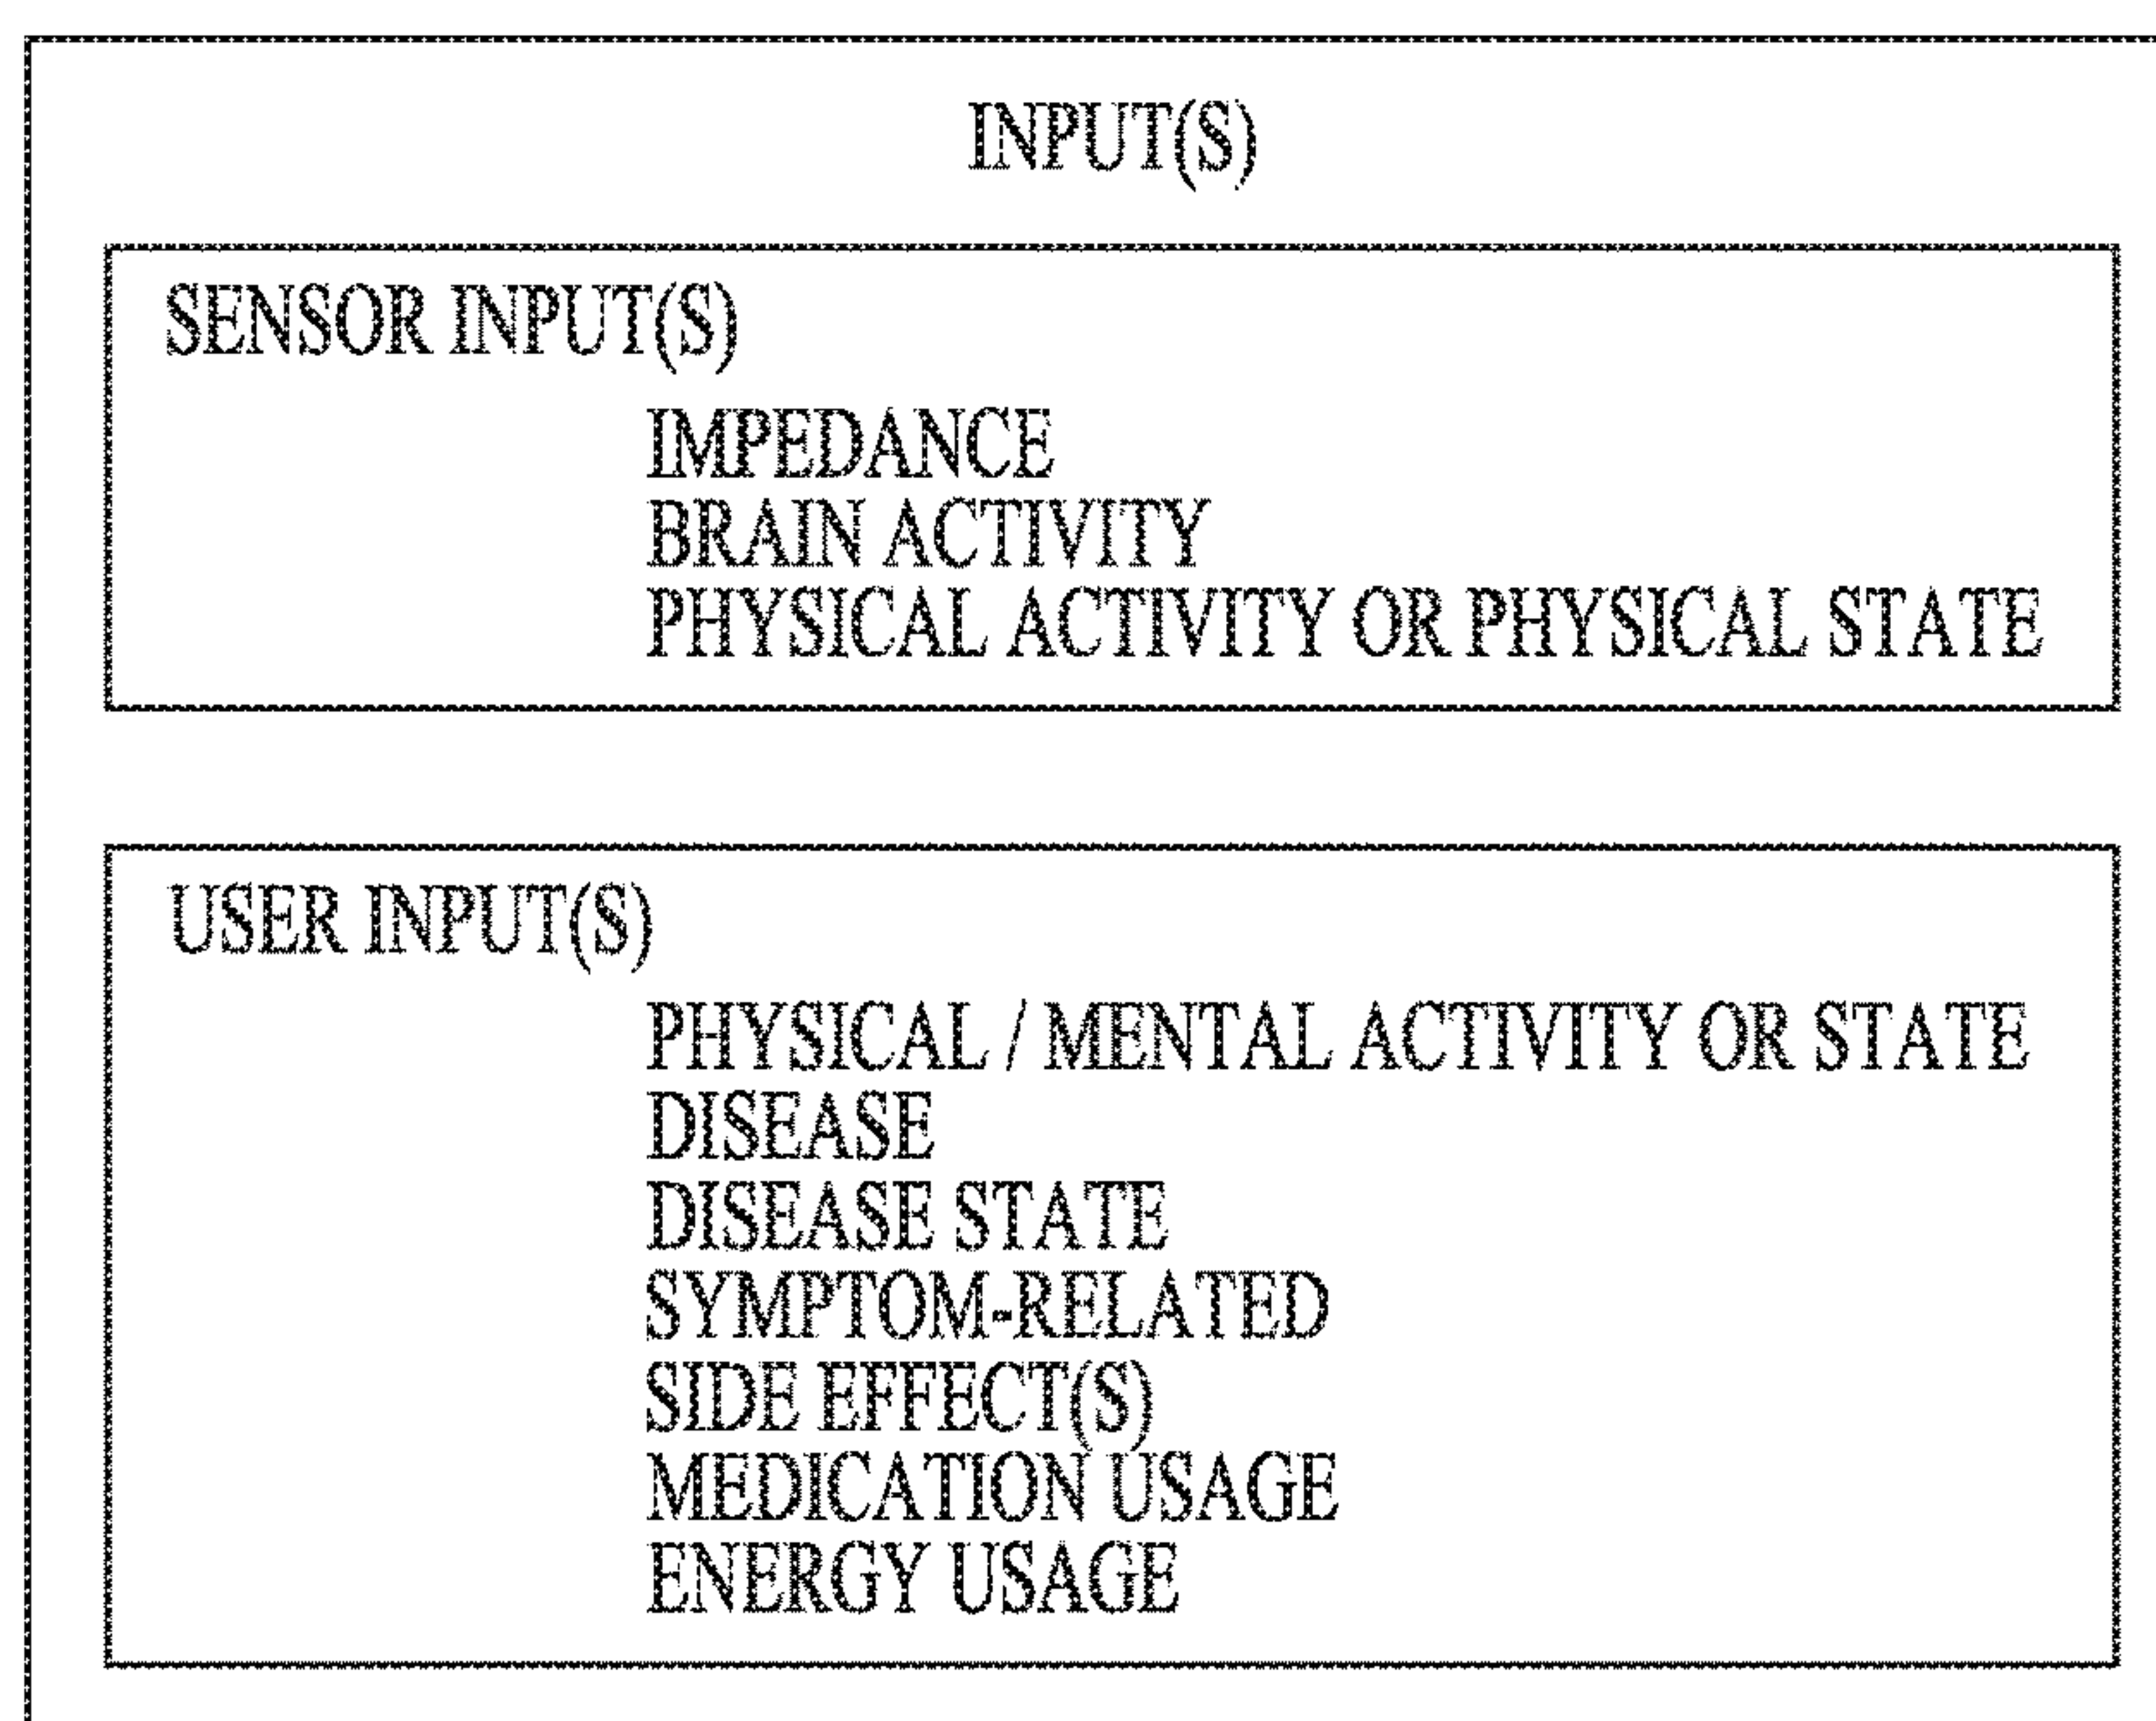 INPUT(S)
SENSOR INPUT(S)
IMPEDANCE
BRAIN ACTIVITY
PHYSICAL ACTIVITY OR PHYSICAL STATE
USER INPUT(S)
PHYSICAL / MENTAL ACTIVITY OR STATE
DISEASE
DISEASE STATE
SYMPTOM-RELATED
SIDE EFFECT(S)
MEDICATION USAGE
ENERGY USAGE